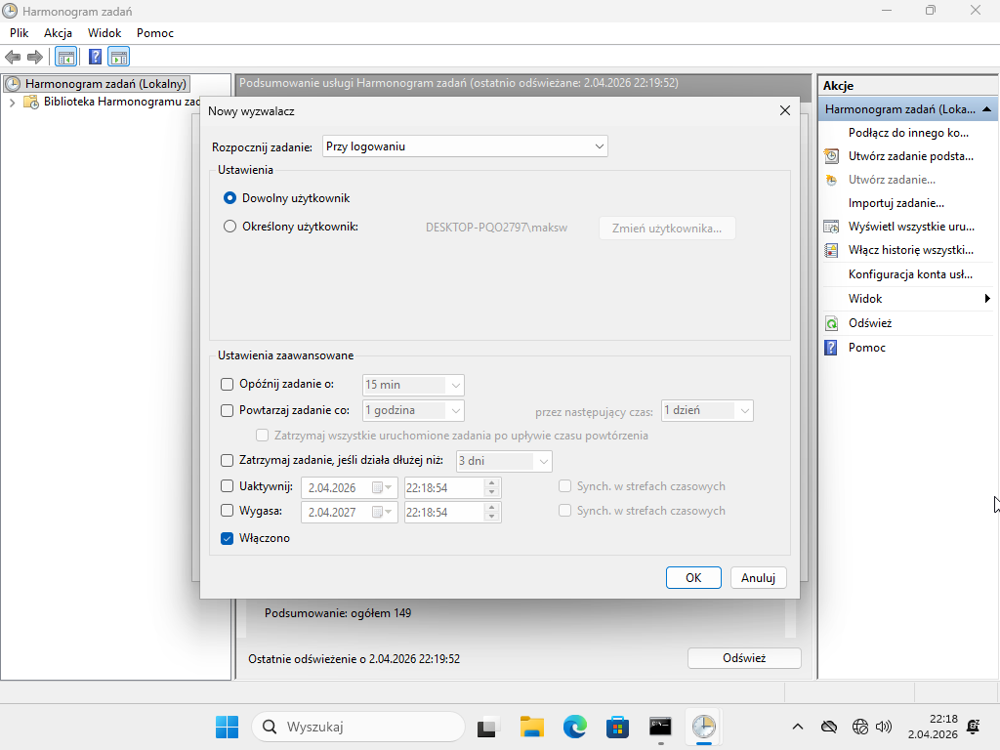 Harmonogram zadań
Plik Akcja Widok Pomoc
Harmonogram zadań (Lokalny)
Biblioteka Harmonogramu zad
Podsumowanie usługi Harmonogram zadań (ostatnio odświeżane: 2.04.2026 22:19:52)
Nowy wyzwalacz
Rozpocznij zadanie: Przy logowaniu
Ustawienia
Dowolny użytkownik
Określony użytkownik: DESKTOP-PQO2797\maksw Zmień użytkownika...
Ustawienia zaawansowane
Opóźnij zadanie o: 15 min
Powtarzaj zadanie co: 1 godzina przez następujący czas: 1 dzień
Zatrzymaj wszystkie uruchomione zadania po upływie czasu powtórzenia
Zatrzymaj zadanie, jeśli działa dłużej niż: 3 dni
Uaktywnij: 2.04.2026 22:18:54 Synch. w strefach czasowych
Wygasa: 2.04.2027 22:18:54 Synch. w strefach czasowych
Włączono
OK Anuluj
Podsumowanie: ogółem 149
Ostatnie odświeżenie o 2.04.2026 22:19:52 Odśwież
Akcje
Harmonogram zadań (Loka...
Podłącz do innego ko...
Utwórz zadanie podsta...
Utwórz zadanie...
Importuj zadanie...
Wyświetl wszystkie uru...
Włącz historię wszystki...
Konfiguracja konta usł...
Widok
Odśwież
Pomoc
Wyszukaj
22:18
2.04.2026